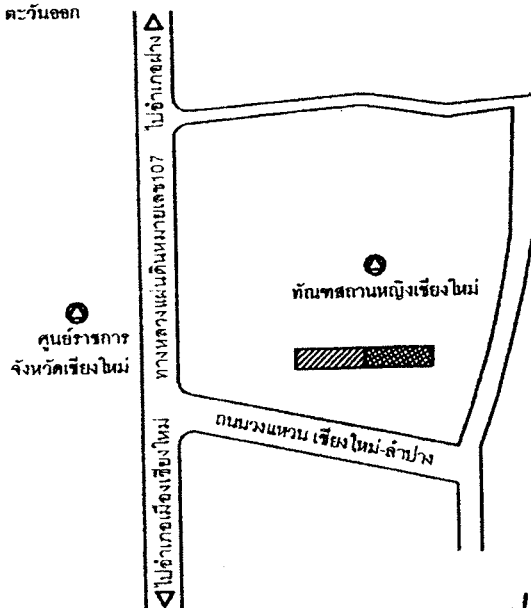 ตะวันออก
ไปอำเภอฝาง
ทางหลวงแผ่นดินหมายเลข107
ทัณฑสถานหญิงเชียงใหม่
ศูนย์ราชการ
จังหวัดเชียงใหม่
ถนนวงแหวน เชียงใหม่-ลำปาง
ไปอำเภอเมืองเชียงใหม่